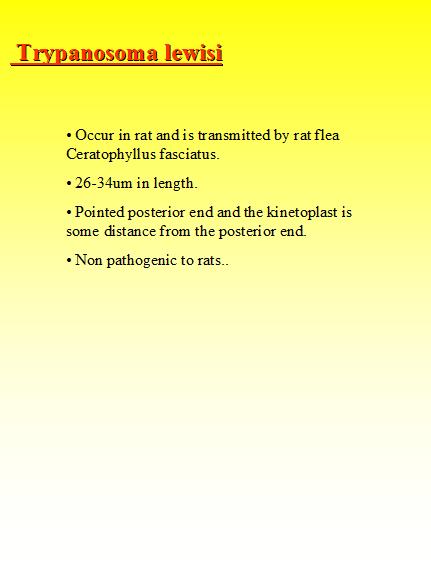 Trypanosoma lewisi
• Occur in rat and is transmitted by rat flea
Ceratophyllus fasciatus.
• 26-34um in length.
• Pointed posterior end and the kinetoplast is
some distance from the posterior end.
• Non pathogenic to rats..